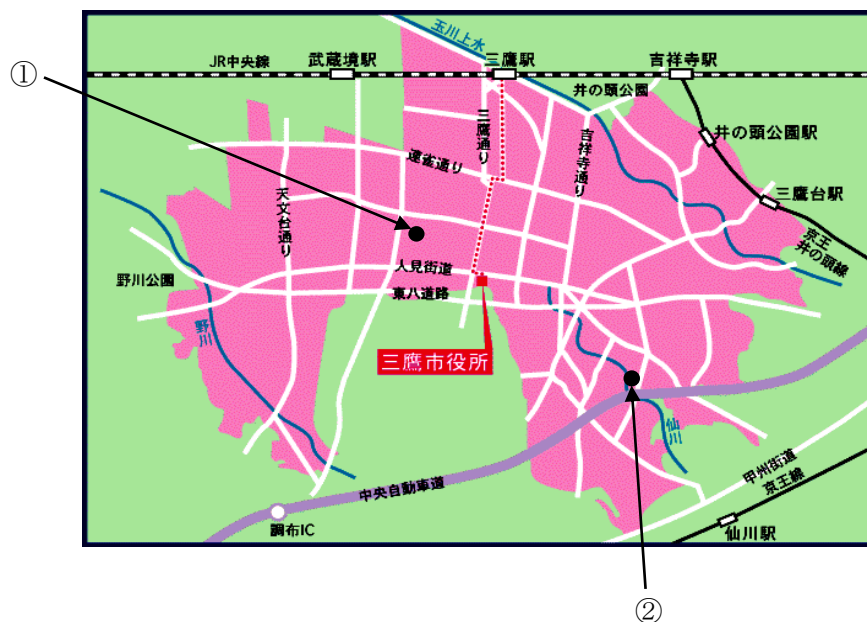 ①
玉川上水
JR中央線
武蔵境駅
三鷹駅
吉祥寺駅
井の頭公園
井の頭公園駅
三鷹通り
吉祥寺通り
連雀通り
三鷹台駅
天文台通り
京王
井の頭線
人見街道
野川公園
東八道路
野川
三鷹市役所
仙川
甲州街道
京王線
中央自動車道
調布IC
仙川駅
②